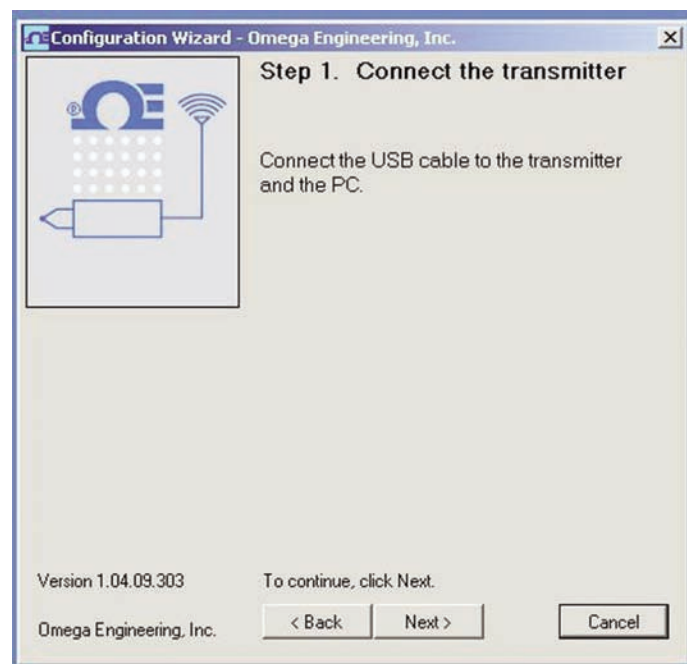 Configuration Wizard - Omega Engineering, Inc.
Step 1. Connect the transmitter
®
Connect the USB cable to the transmitter
and the PC.
Version 1.04.09.303
To continue, click Next.
Omega Engineering, Inc.
< Back
Next >
Cancel